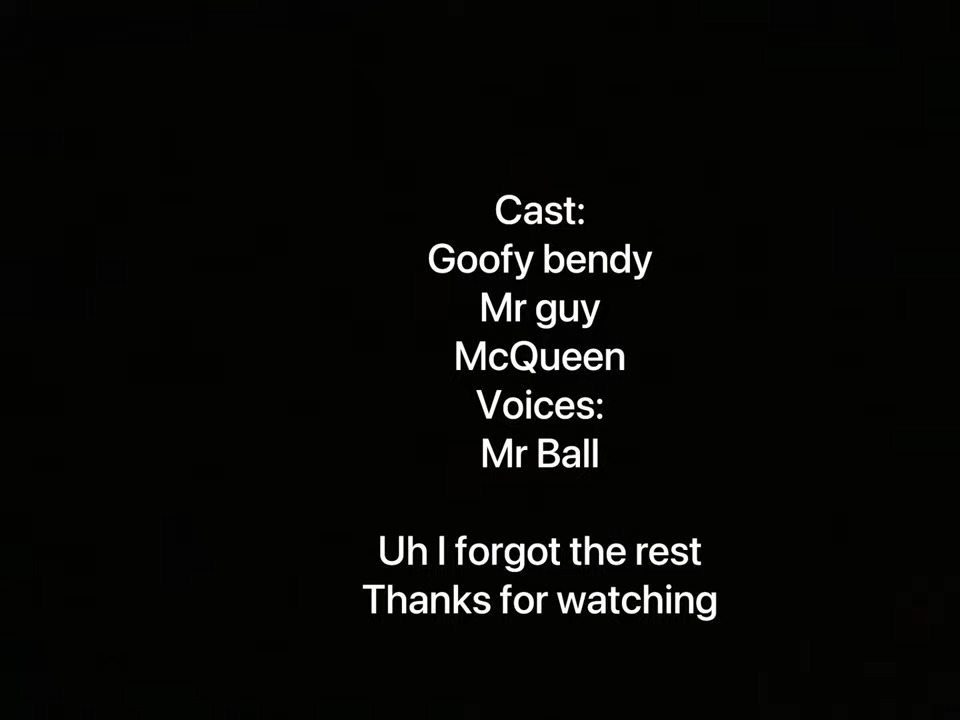 Cast:
Goofy bendy
Mr guy
McQueen
Voices:
Mr Ball
Uh I forgot the rest
Thanks for watching